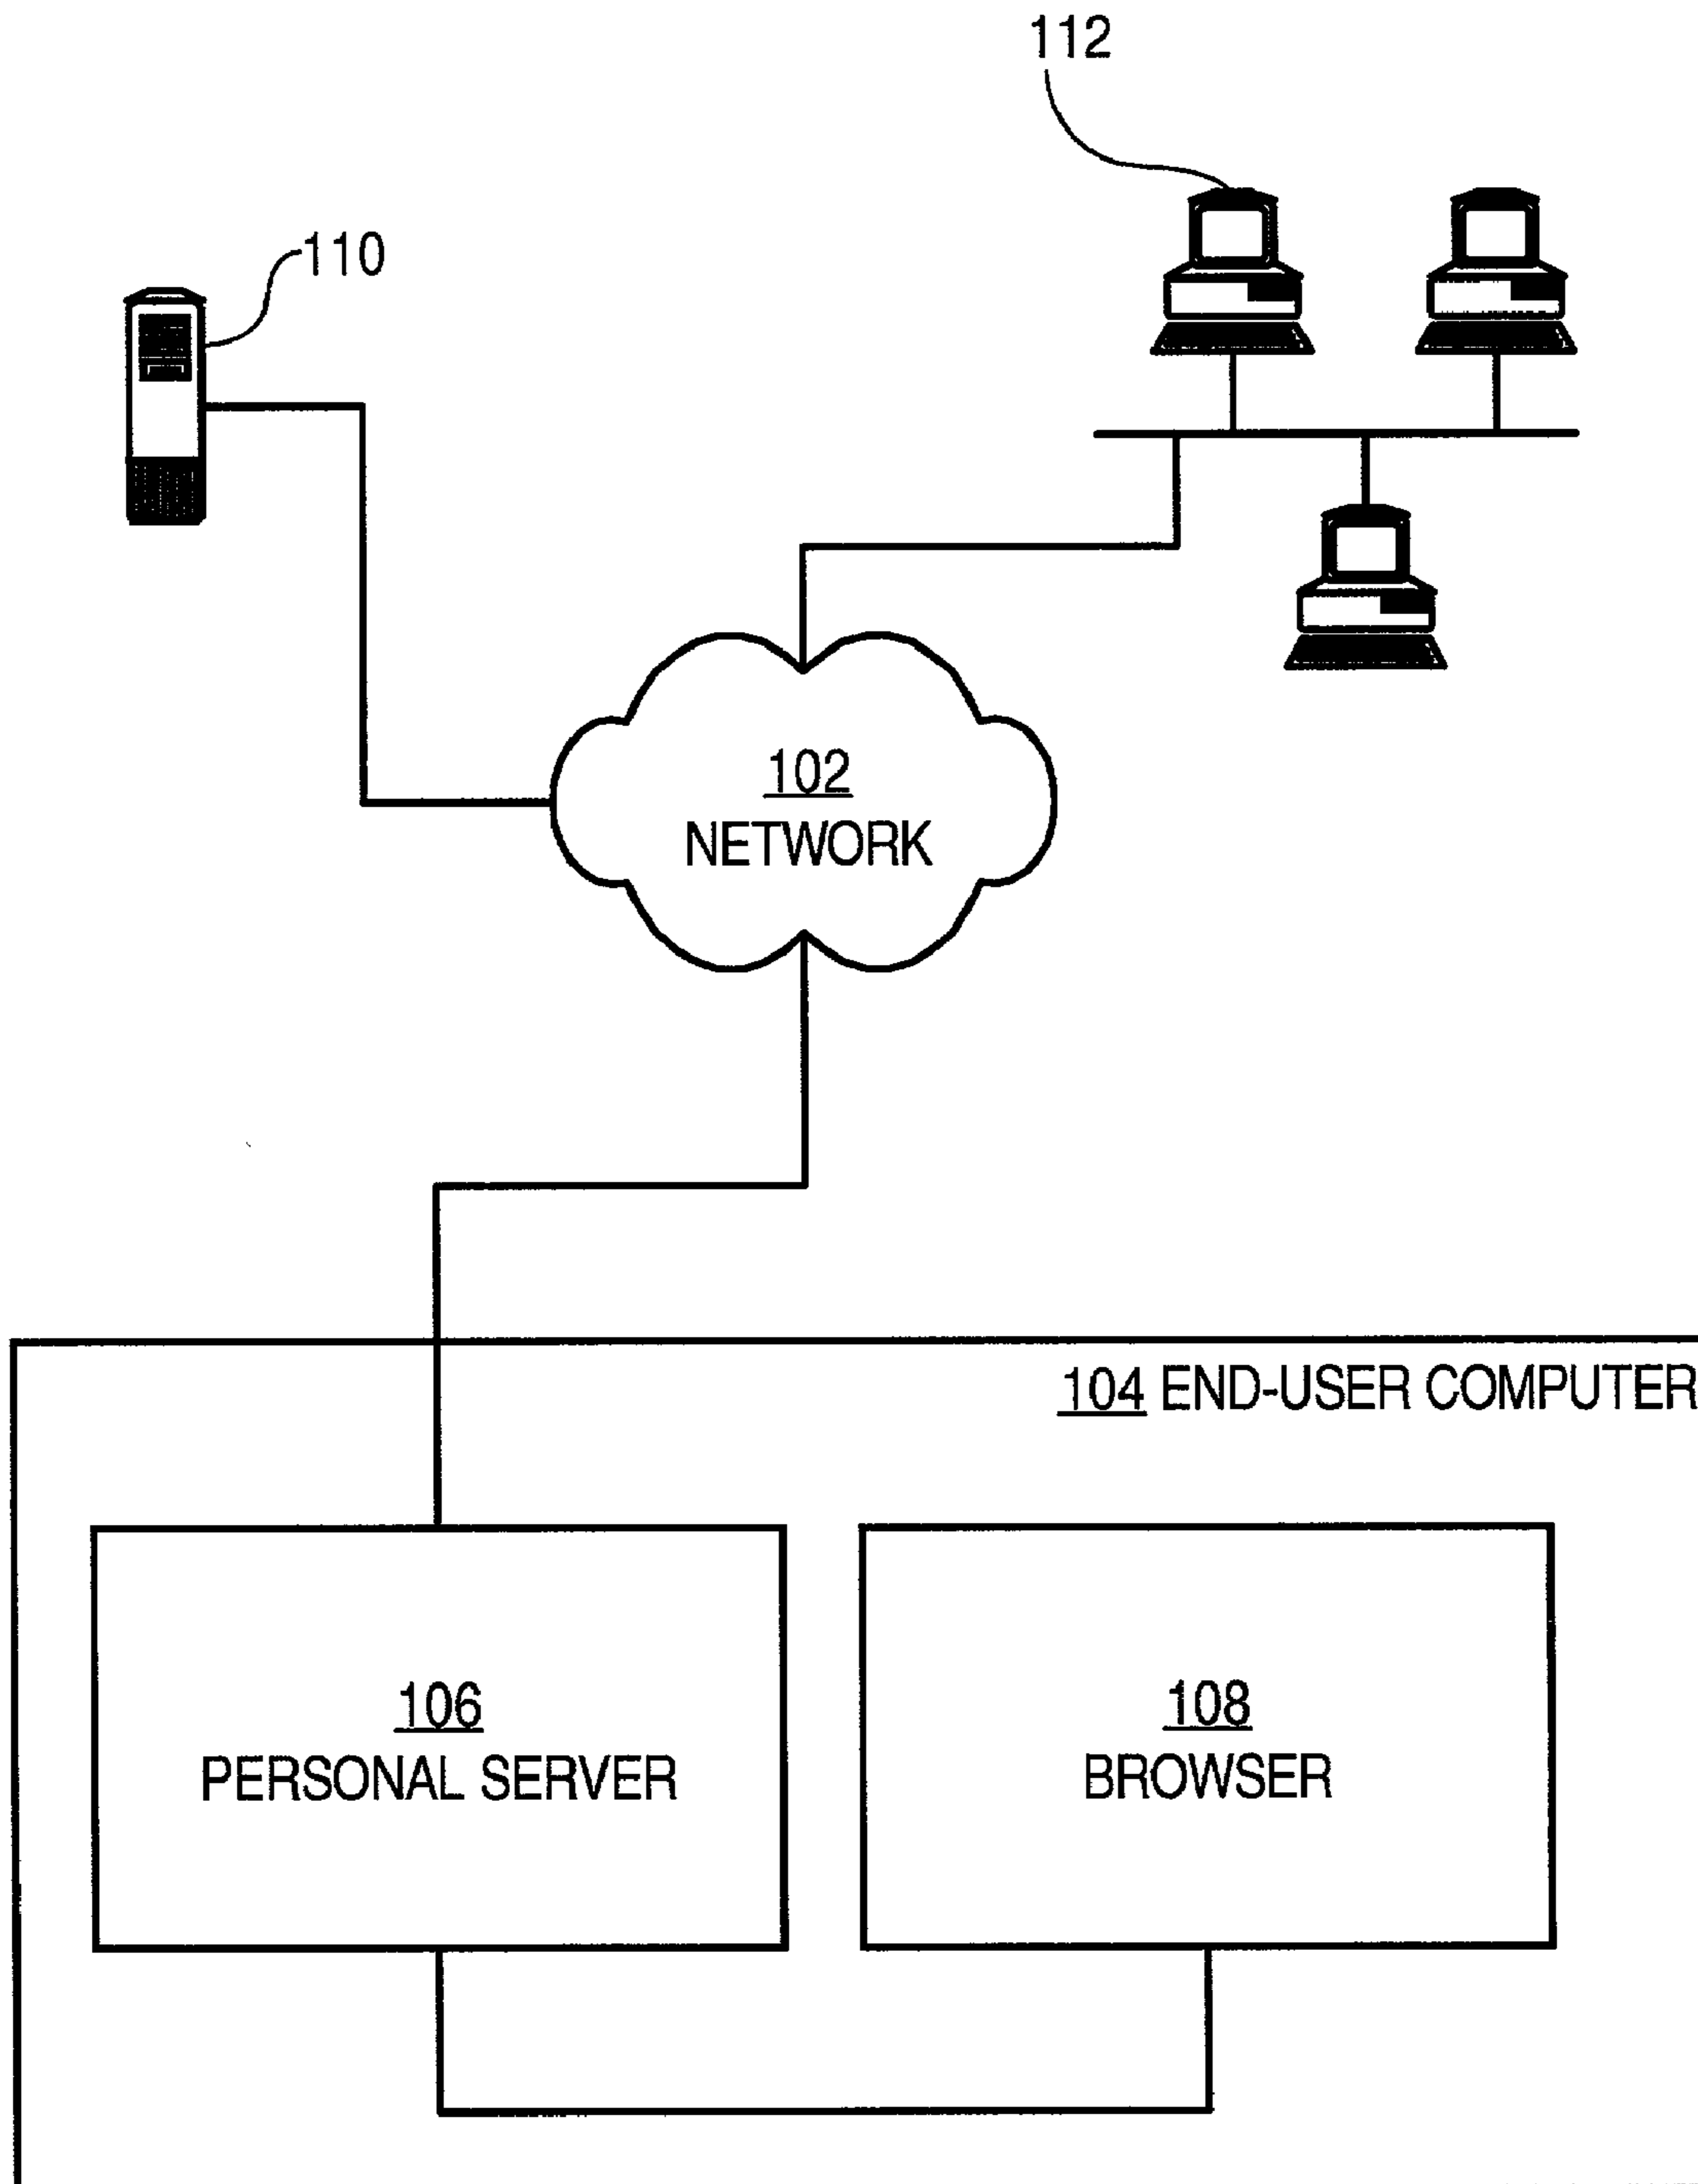 112
110
102
NETWORK
104 END-USER COMPUTER
106
PERSONAL SERVER
108
BROWSER